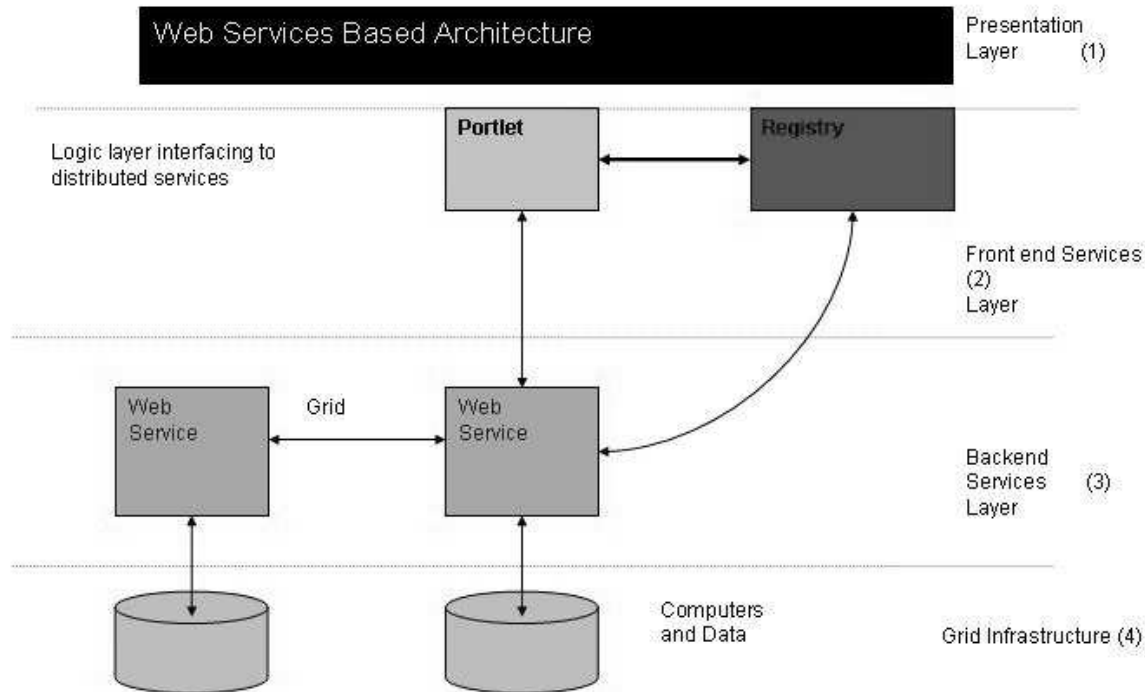 Web Services Based Architecture
Presentation
Layer (1)
Portlet
Registry
Logic layer interfacing to
distributed services
Front end Services
(2)
Layer
Web
Service
Grid
Web
Service
Backend
Services (3)
Layer
Computers
and Data
Grid Infrastructure (4)